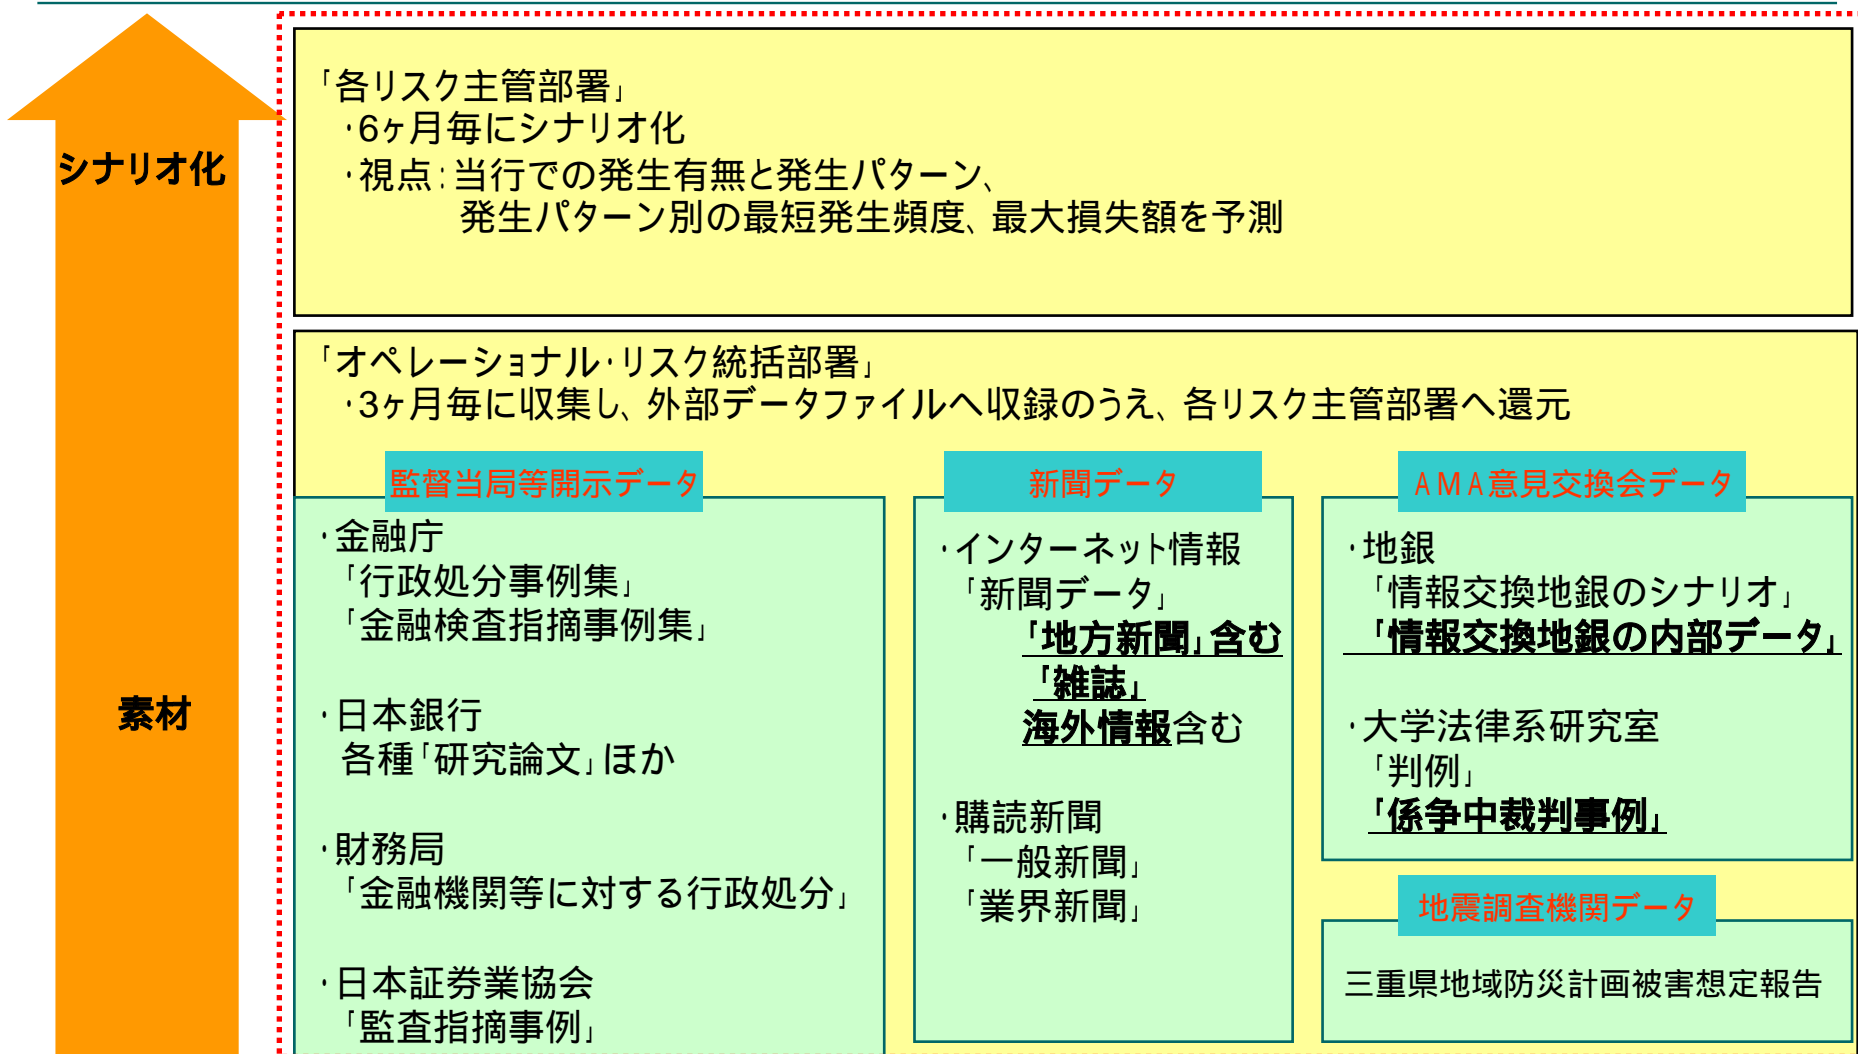 シナリオ化
素材
「各リスク主管部署」
・6ヶ月毎にシナリオ化
・視点：当行での発生有無と発生パターン、
発生パターン別の最短発生頻度、最大損失額を予測
「オペレーショナル・リスク統括部署」
・3ヶ月毎に収集し、外部データファイルへ収録のうえ、各リスク主管部署へ還元
監督当局等開示データ
・金融庁
「行政処分事例集」
「金融検査指摘事例集」
・日本銀行
各種「研究論文」ほか
・財務局
「金融機関等に対する行政処分」
・日本証券業協会
「監査指摘事例」
新聞データ
・インターネット情報
「新聞データ」
「地方新聞」含む
「雑誌」
海外情報含む
・購読新聞
「一般新聞」
「業界新聞」
ＡＭＡ意見交換会データ
・地銀
「情報交換地銀のシナリオ」
「情報交換地銀の内部データ」
・大学法律系研究室
「判例」
「係争中裁判事例」
地震調査機関データ
三重県地域防災計画被害想定報告